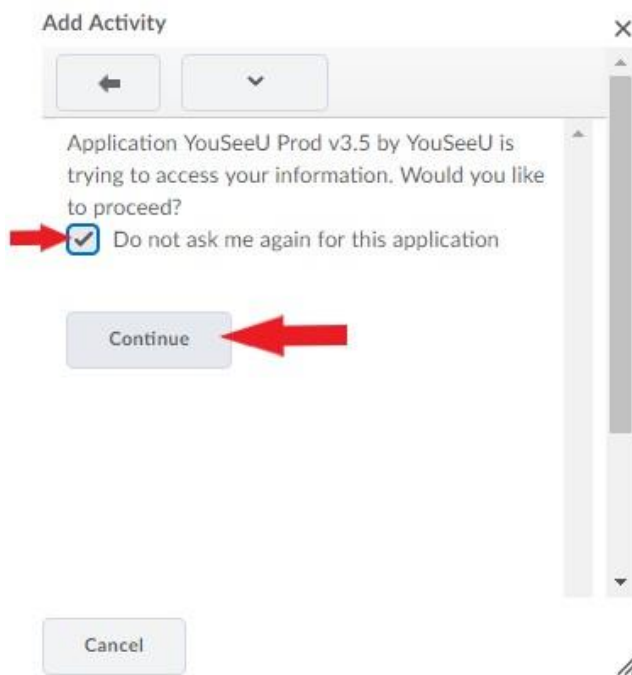 Add Activity
Application YouSeeU Prod v3.5 by YouSeeU is
trying to access your information. Would you like
to proceed?
Do not ask me again for this application
Continue
Cancel